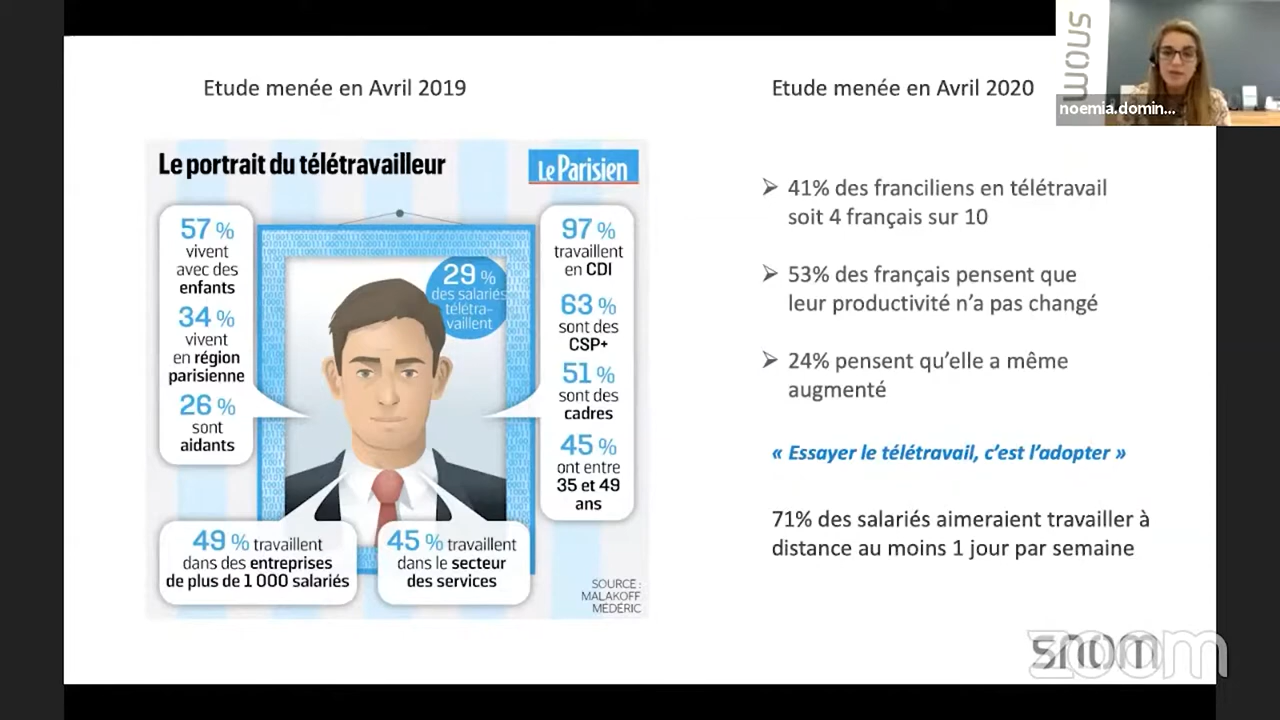 Etude menée en Avril 2019
Le portrait du télétravailleur
Le Parisien
57 %
vivent
avec des
enfants
34 %
vivent
en région
parisienne
26 %
sont
aidants
29 %
des salariés
télétra-
vaillent
97 %
travaillent
en CDI
63 %
sont des
CSP+
51 %
sont des
cadres
45 %
ont entre
35 et 49
ans
49 % travaillent
dans des entreprises
de plus de 1 000 salariés
45 % travaillent
dans le secteur
des services
SOURCE :
MALAKOFF
MÉDÉRIC
Etude menée en Avril 2020
➢ 41% des franciliens en télétravail
soit 4 français sur 10
➢ 53% des français pensent que
leur productivité n’a pas changé
➢ 24% pensent qu’elle a même
augmenté
« Essayer le télétravail, c’est l’adopter »
71% des salariés aimeraient travailler à
distance au moins 1 jour par semaine
snom
noemia.domin...
snom
zoom